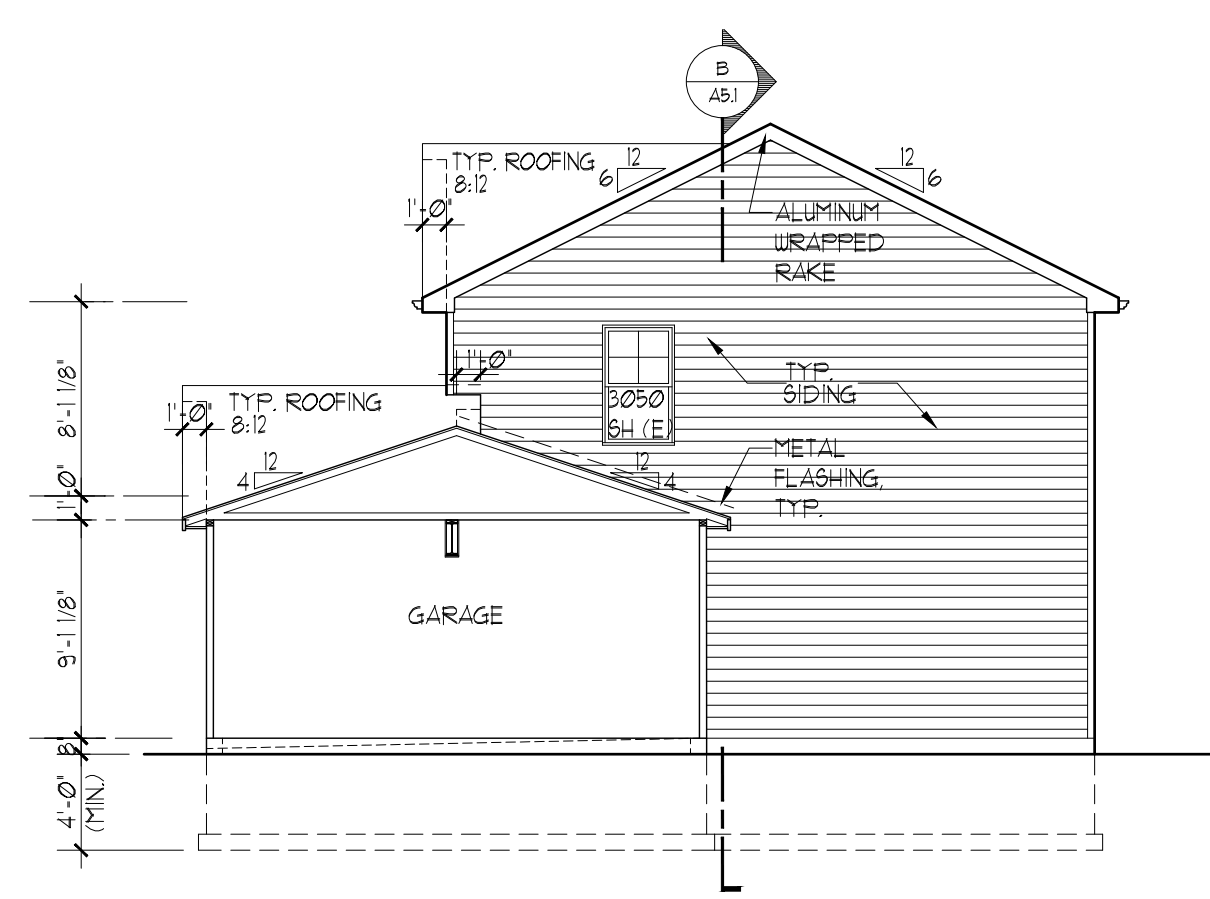 B
A5.1
TYP. ROOFING
8:12
12
6
12
6
1'-0"
ALUMINUM
WRAPPED
RAKE
8'-1 1/8"
1'-0"
TYP.
SIDING
3050
SH (E)
1'-0"
TYP. ROOFING
8:12
12
4
12
4
METAL
FLASHING,
TYP.
1'-0"
GARAGE
9'-1 1/8"
8"
4'-0"
(MIN.)